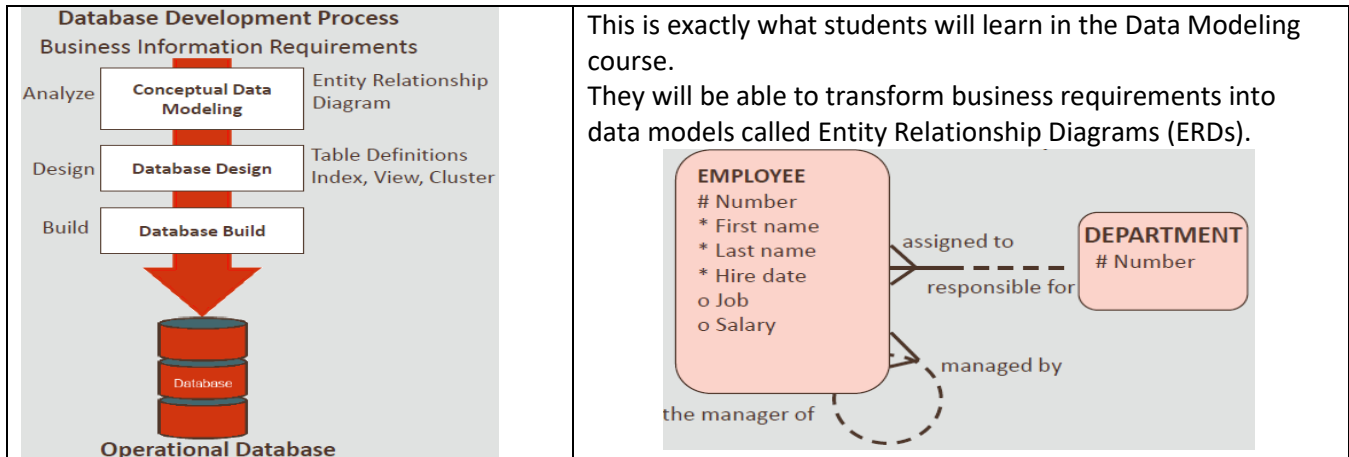 Database Development Process
Business Information Requirements
Analyze
Conceptual Data
Modeling
Entity Relationship
Diagram
Design
Database Design
Table Definitions
Index, View, Cluster
Build
Database Build
Database
Operational Database
This is exactly what students will learn in the Data Modeling
course.
They will be able to transform business requirements into
data models called Entity Relationship Diagrams (ERDs).
EMPLOYEE
# Number
* First name
* Last name
* Hire date
o Job
o Salary
assigned to
responsible for
DEPARTMENT
# Number
managed by
the manager of